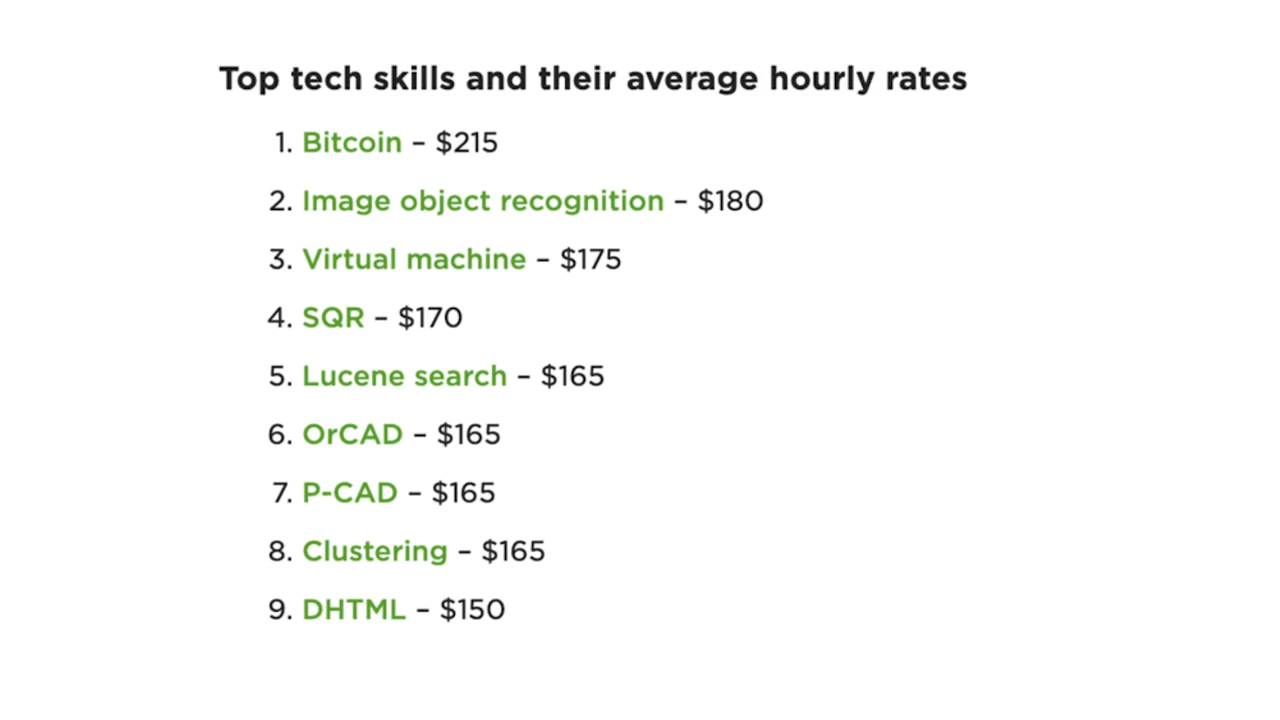 Top tech skills and their average hourly rates
1. Bitcoin – $215
2. Image object recognition – $180
3. Virtual machine – $175
4. SQR – $170
5. Lucene search – $165
6. OrCAD – $165
7. P-CAD – $165
8. Clustering – $165
9. DHTML – $150